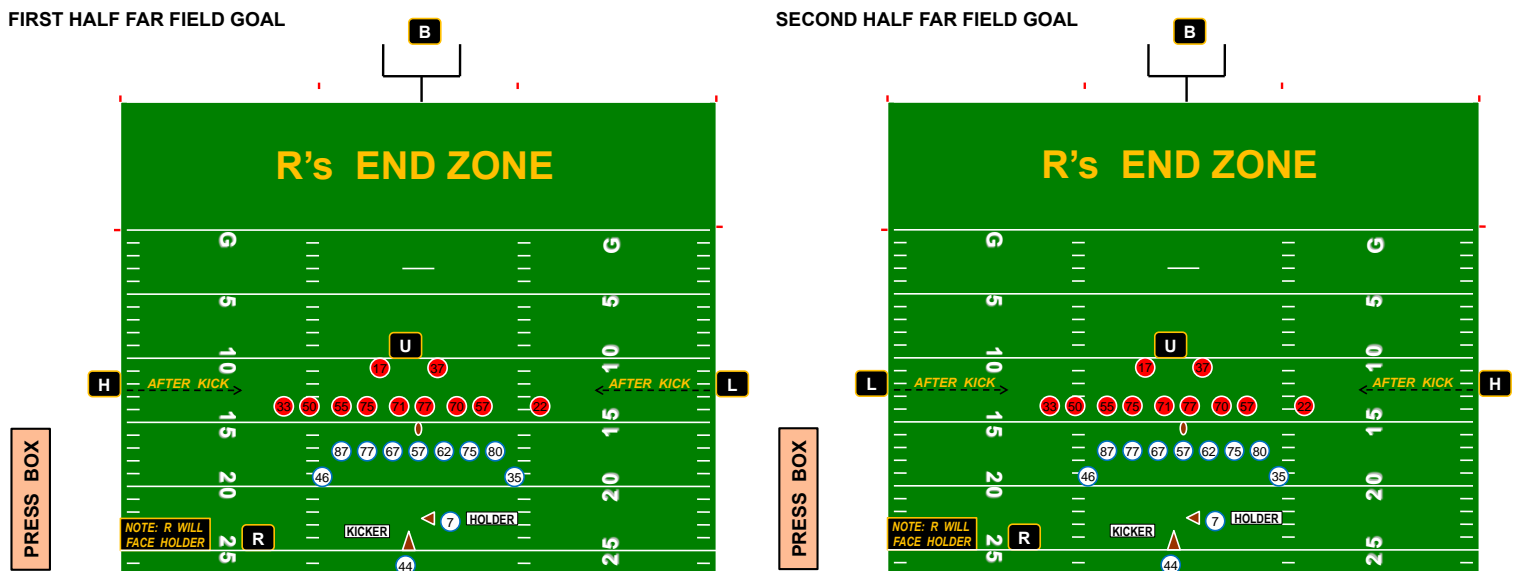 FIRST HALF FAR FIELD GOAL
B
R's END ZONE
G G
5 5
U
10 10
17 37
H AFTER KICK AFTER KICK L
33 50 55 75 71 77 70 57 22
15 15
87 77 67 57 62 75 80
46 35
20 20
7 HOLDER
KICKER
NOTE: R WILL
FACE HOLDER
R
25 25
44
PRESS BOX
SECOND HALF FAR FIELD GOAL
B
R's END ZONE
G G
5 5
U
10 10
17 37
L AFTER KICK AFTER KICK H
33 50 55 75 71 77 70 57 22
15 15
87 77 67 57 62 75 80
46 35
20 20
7 HOLDER
KICKER
NOTE: R WILL
FACE HOLDER
R
25 25
44
PRESS BOX